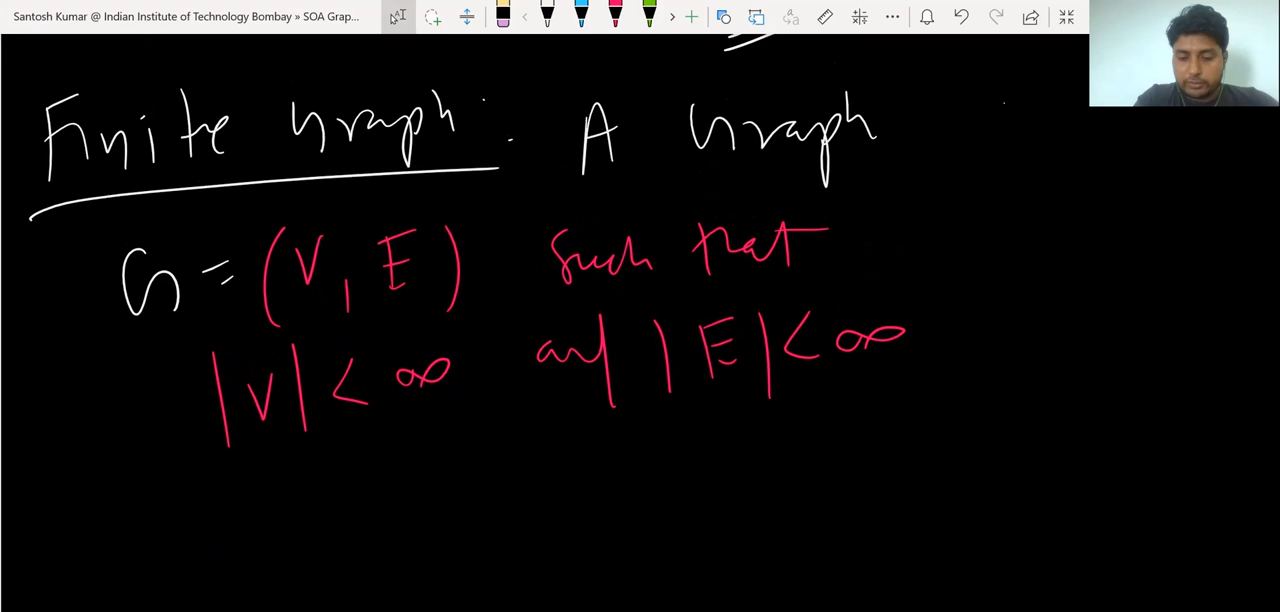 Santosh Kumar @ Indian Institute of Technology Bombay » SOA Grap...
Finite Graph: A Graph
G = (V, E) such that
|V| < ∞ and |E| < ∞